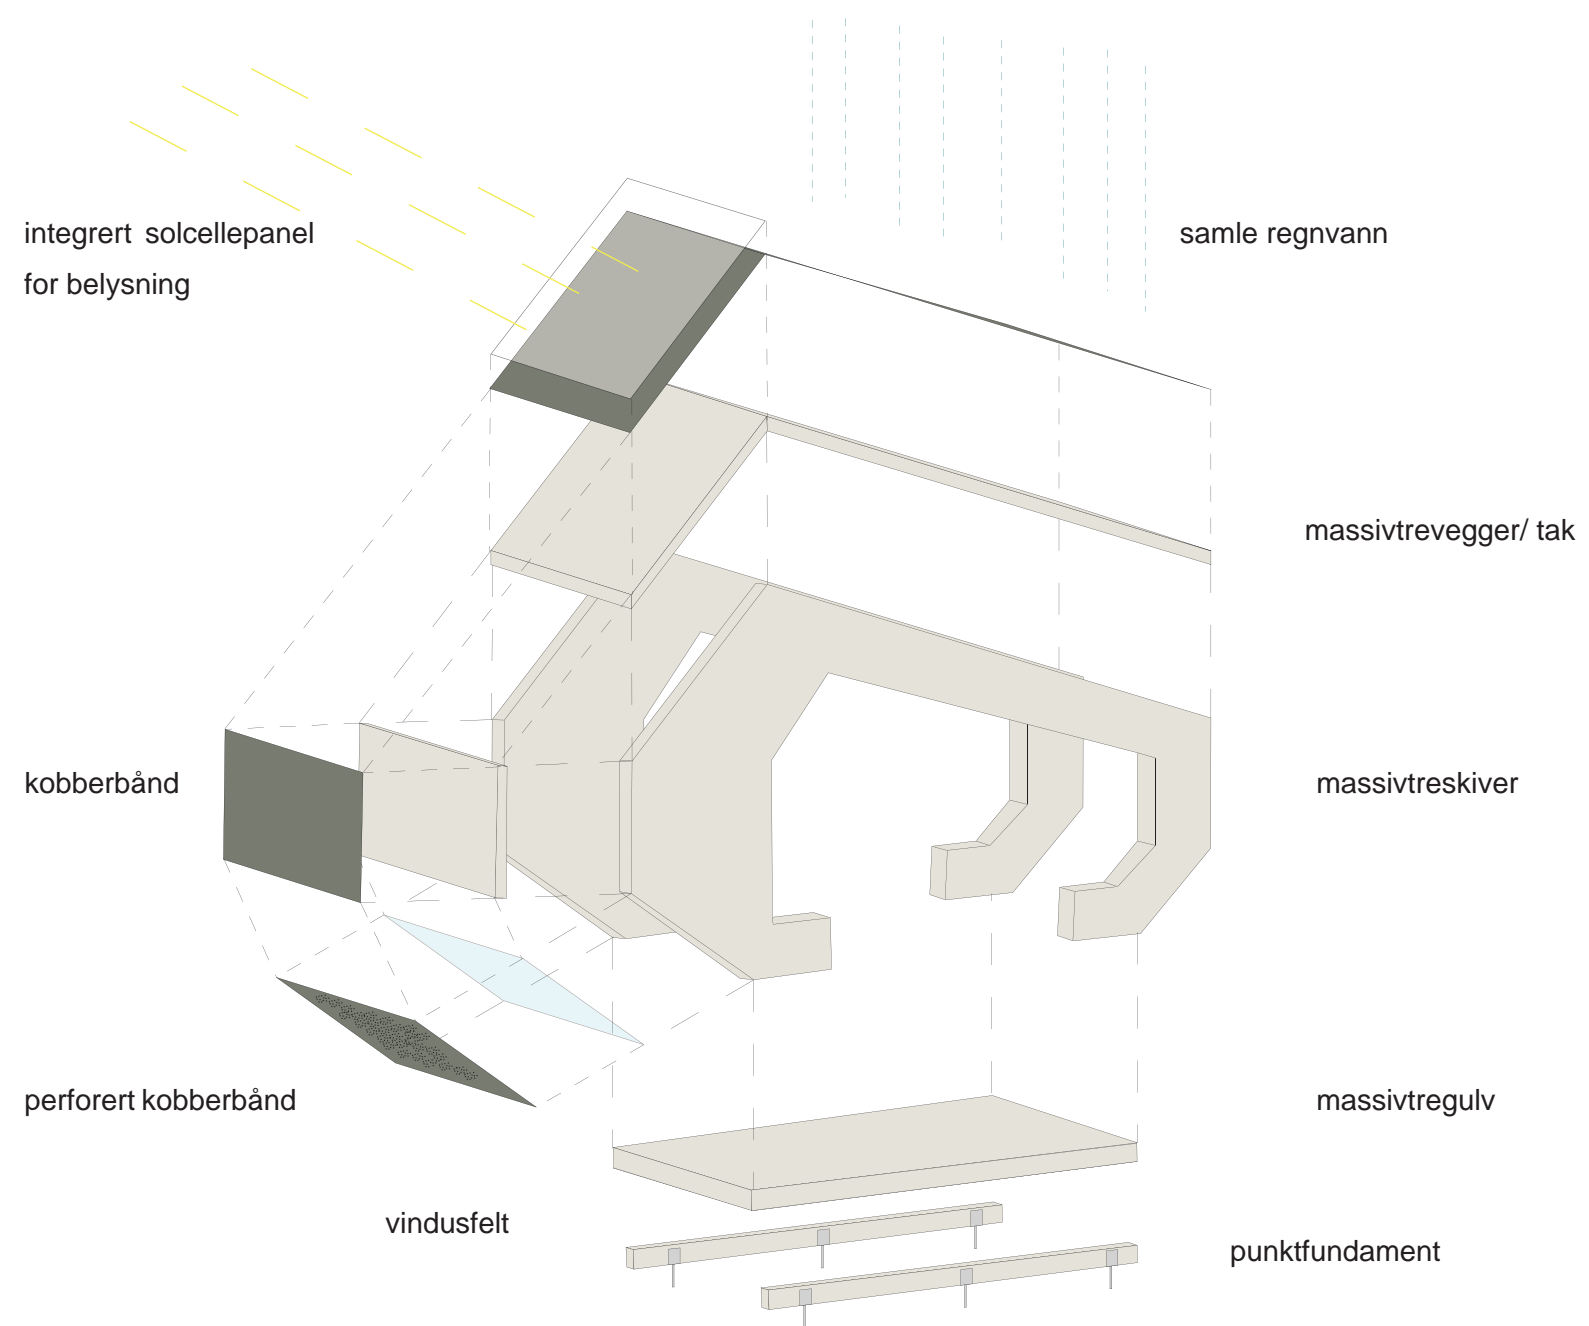 integrert solcellepanel
for belysning
samle regnvann
massivtrevegger/ tak
kobberbånd
massivtreskiver
perforert kobberbånd
massivtregulv
vindusfelt
punktfundament